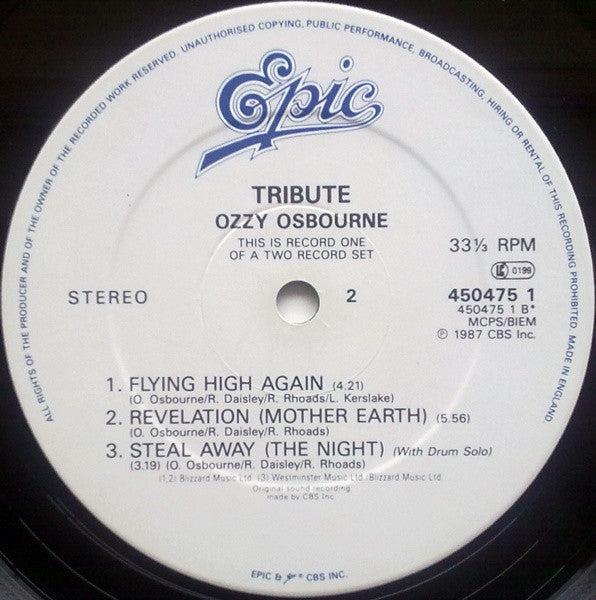 ALL RIGHTS OF THE PRODUCER AND OF THE OWNER OF THE RECORDED WORK RESERVED. UNAUTHORISED COPYING, PUBLIC PERFORMANCE, BROADCASTING, HIRING OR RENTAL OF THIS RECORDING PROHIBITED. MADE IN ENGLAND.
Epic
TRIBUTE
OZZY OSBOURNE
THIS IS RECORD ONE
OF A TWO RECORD SET
33⅓ RPM
LC 0199
STEREO
2
450475 1
450475 1 B*
MCPS/BIEM
℗ 1987 CBS Inc.
1. FLYING HIGH AGAIN (4.21)
(O. Osbourne/R. Daisley/R. Rhoads/L. Kerslake)
2. REVELATION (MOTHER EARTH) (5.56)
(O. Osbourne/R. Daisley/R. Rhoads)
3. STEAL AWAY (THE NIGHT) (With Drum Solo)
(3.19) (O. Osbourne/R. Daisley/R. Rhoads)
(1,2) Blizzard Music Ltd. (3) Westminster Music Ltd./Blizzard Music Ltd.
Original sound recording
made by CBS Inc.
EPIC & ® CBS INC.